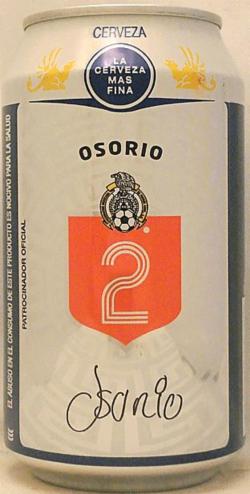 CERVEZA
LA
CERVEZA
MAS
FINA
OSORIO
2
Osorio
PATROCINADOR OFICIAL
EL ABUSO EN EL CONSUMO DE ESTE PRODUCTO ES NOCIVO PARA LA SALUD